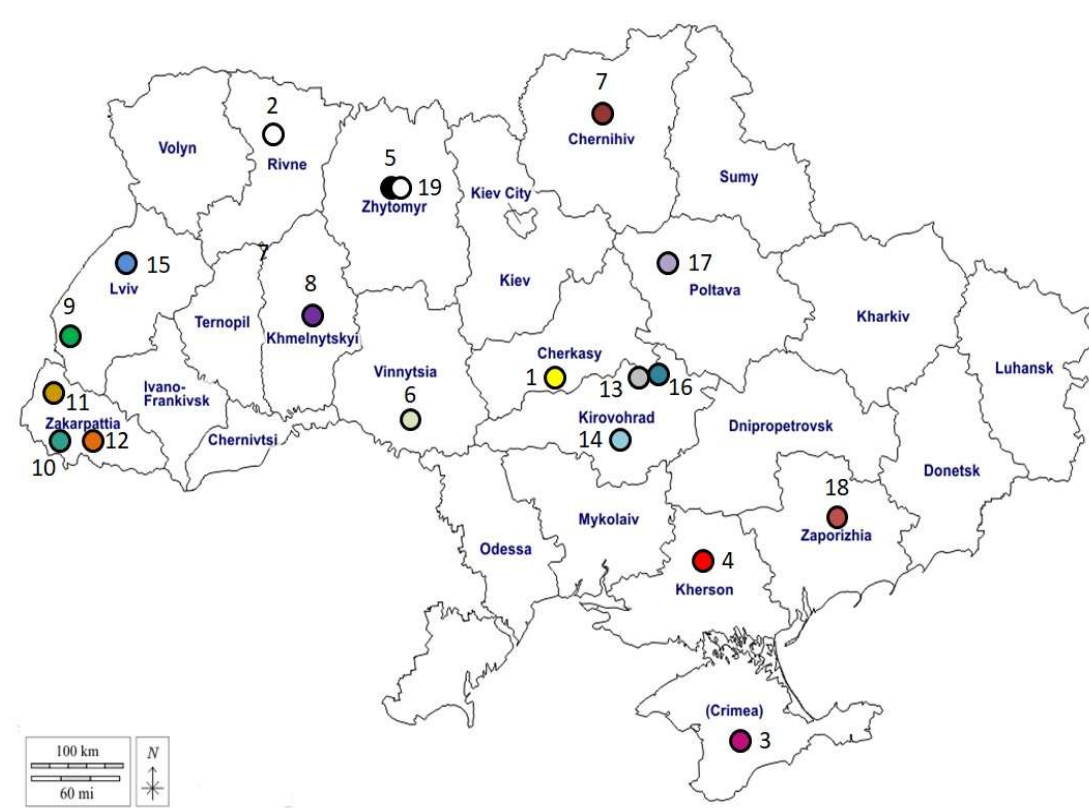 7
Chernihiv
2
Rivne
Volyn
5
19
Zhytomyr
Kiev City
Sumy
7
15
Lviv
Kiev
17
Poltava
8
Khmelnytskyi
Ternopil
9
Kharkiv
Cherkasy
1
13
16
Kirovohrad
14
Vinnytsia
6
Luhansk
Ivano-
Frankivsk
11
Zakarpattia
12
10
Chernivtsi
Dnipropetrovsk
Donetsk
18
Zaporizhia
Mykolaiv
Odessa
4
Kherson
(Crimea)
3
100 km
60 mi
N